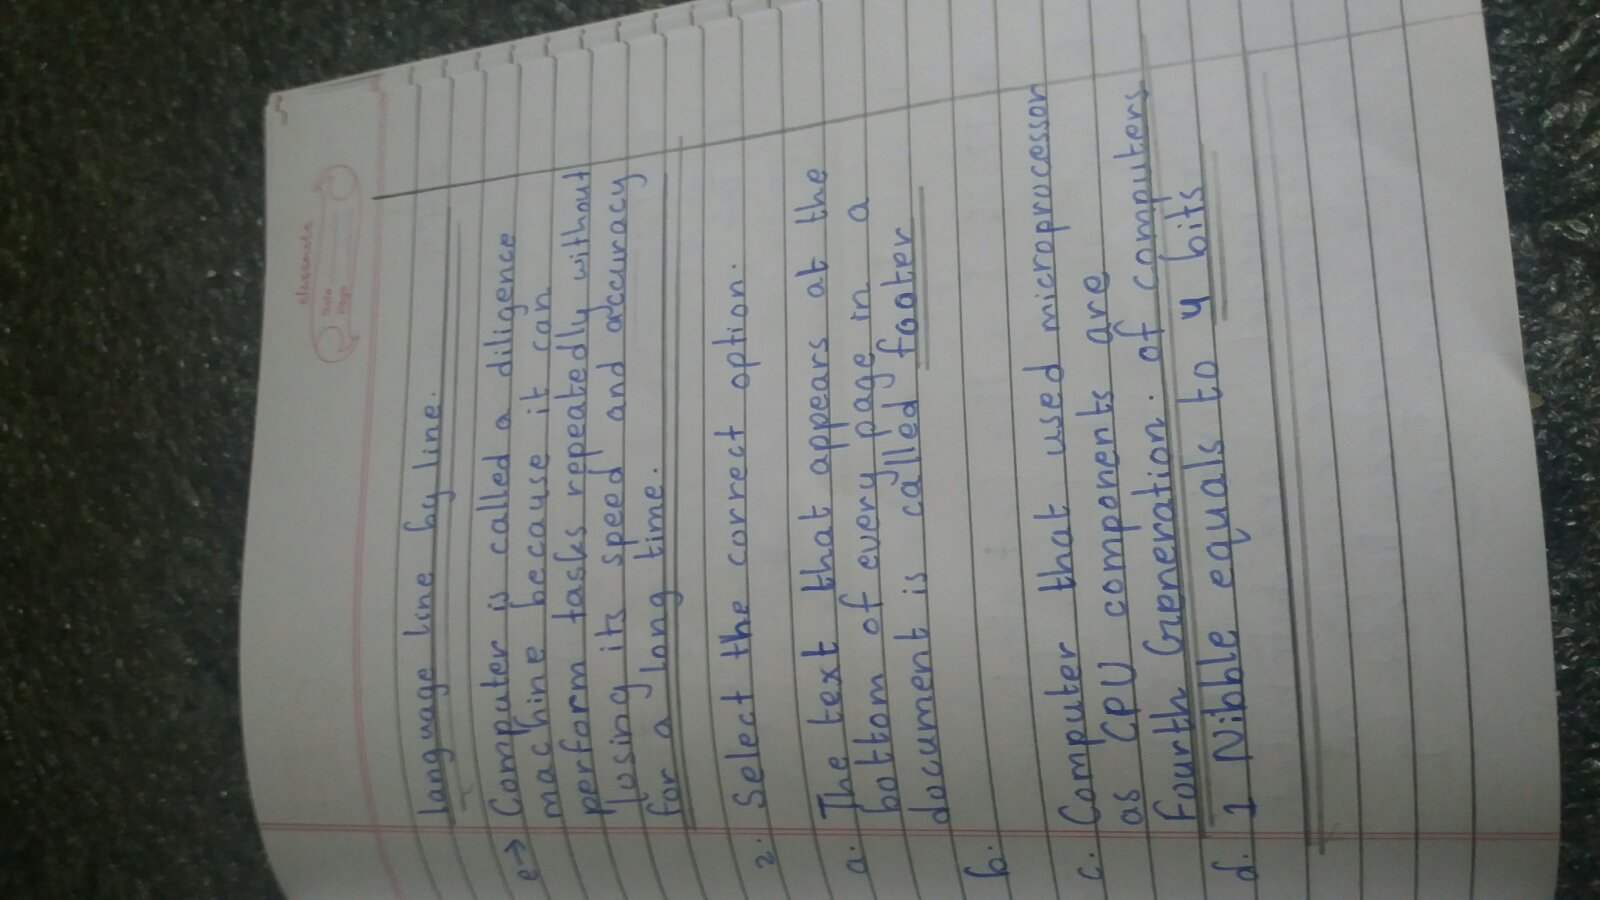 classmate
Date
Page
language line by line.
e→ Computer is called a diligence
machine because it can
perform tasks repeatedly without
lusing its speed and accuracy
for a long time.
2. Select the correct option.
a. The text that appears at the
bottom of every page in a
document is called footer
b.
c. Computer that used microprocessor
as CPU components are
Fourth Generation. of computers
d. 1 Nibble equals to 4 bits